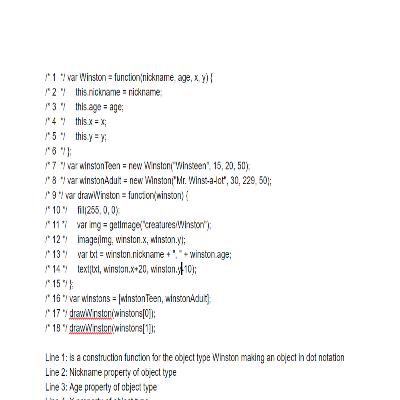 /* 1  */ var Winston = function(nickname, age, x, y) {
/* 2  */     this.nickname = nickname;
/* 3  */     this.age = age;
/* 4  */     this.x = x;
/* 5  */     this.y = y;
/* 6  */ };
/* 7  */ var winstonTeen = new Winston("Winsteen", 15, 20, 50);
/* 8  */ var winstonAdult = new Winston("Mr. Winst-a-lot", 30, 229, 50);
/* 9 */ var drawWinston = function(winston) {
/* 10 */     fill(255, 0, 0);
/* 11 */     var img = getImage("creatures/Winston");
/* 12 */     image(img, winston.x, winston.y);
/* 13 */     var txt = winston.nickname + ", " + winston.age;
/* 14 */     text(txt, winston.x+20, winston.y-10);
/* 15 */ };
/* 16 */ var winstons = [winstonTeen, winstonAdult];
/* 17 */ drawWinston(winstons[0]);
/* 18 */ drawWinston(winstons[1]);
Line 1: Is a construction function for the object type Winston making an object in dot notation
Line 2: Nickname property of object type
Line 3: Age property of object type